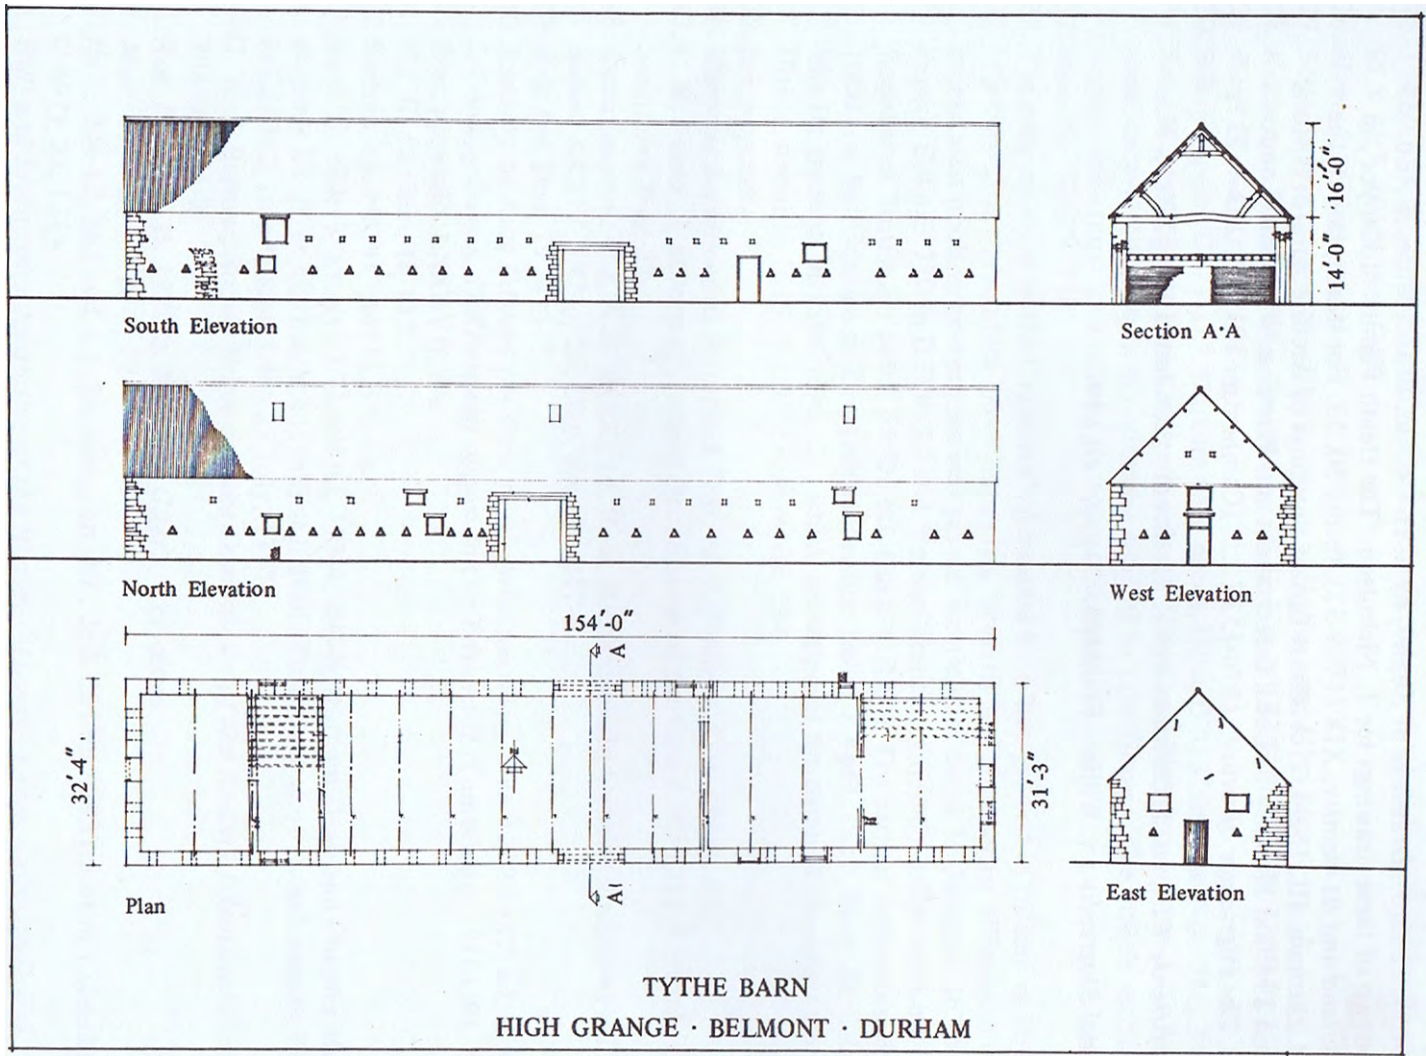 South Elevation
Section A·A
16'-0"
14'-0"
North Elevation
West Elevation
154'-0"
A
32'-4"
31'-3"
A'
Plan
East Elevation
TYTHE BARN
HIGH GRANGE · BELMONT · DURHAM